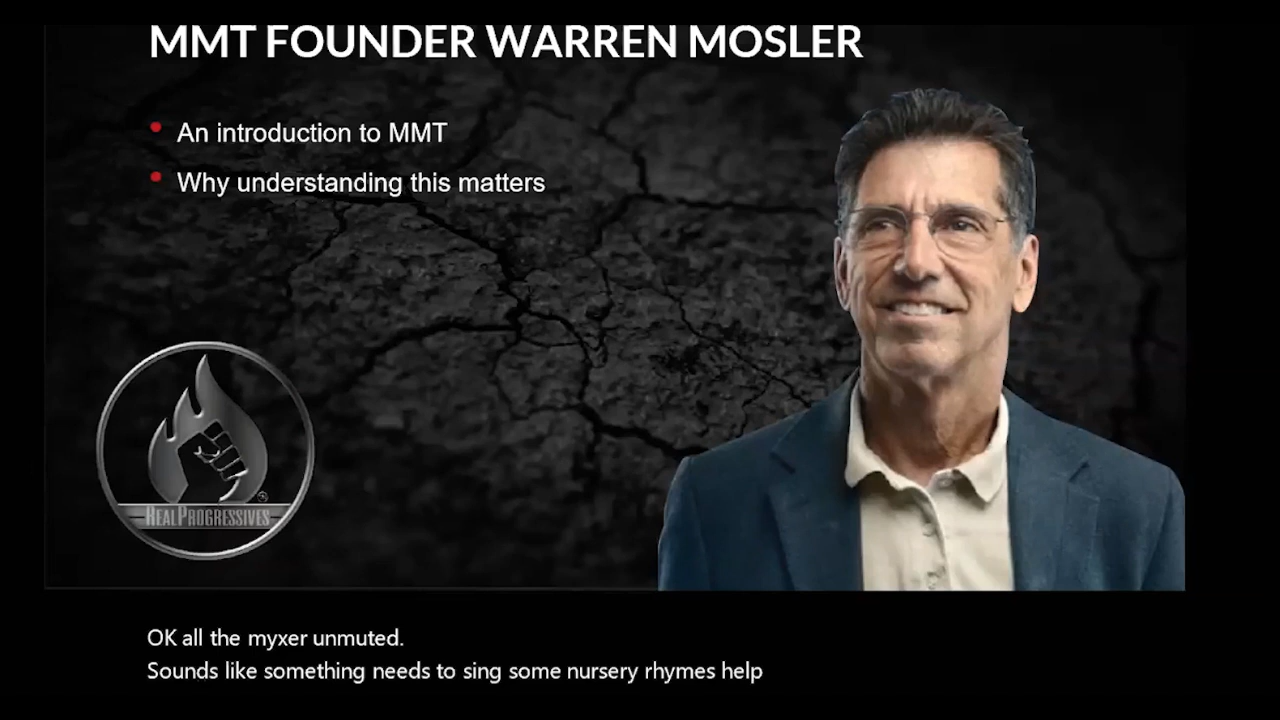 MMT FOUNDER WARREN MOSLER
An introduction to MMT
Why understanding this matters
REALPROGRESSIVES
®
OK all the myxer unmuted.
Sounds like something needs to sing some nursery rhymes help